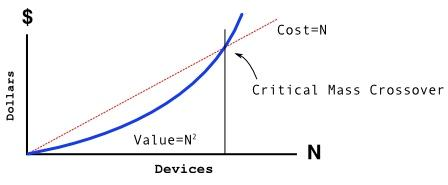 $
Cost=N
Critical Mass Crossover
Dollars
Value=N²
N
Devices